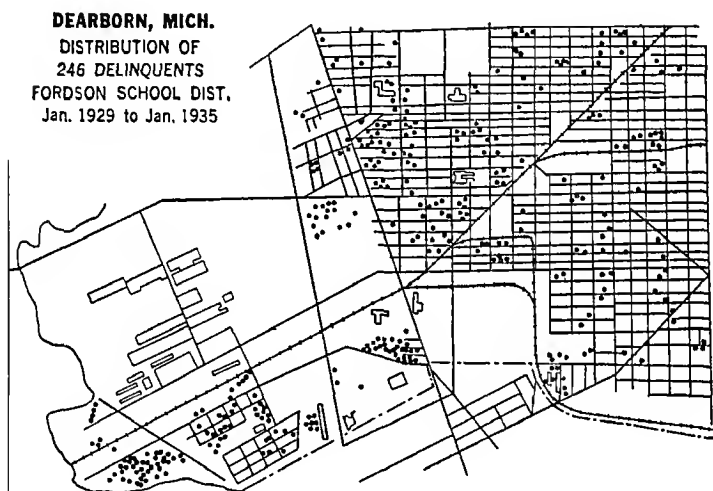 DEARBORN, MICH.
DISTRIBUTION OF
246 DELINQUENTS
FORDSON SCHOOL DIST.
Jan. 1929 to Jan. 1935